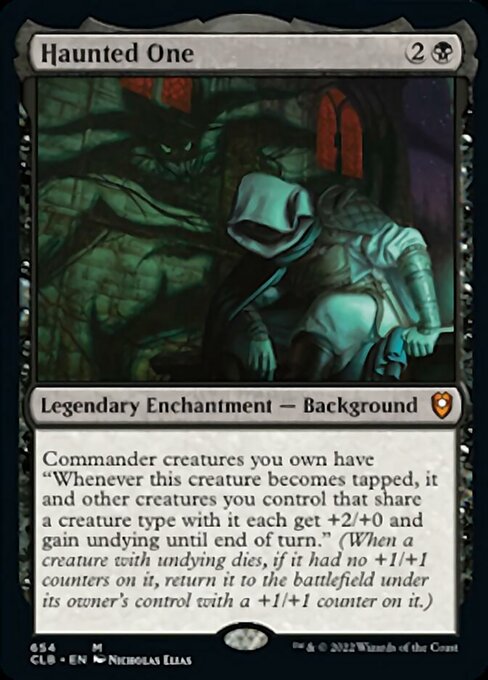 Haunted One 2
Legendary Enchantment — Background
Commander creatures you own have
“Whenever this creature becomes tapped, it
and other creatures you control that share
a creature type with it each get +2/+0 and
gain undying until end of turn.” (When a
creature with undying dies, if it had no +1/+1
counters on it, return it to the battlefield under
its owner’s control with a +1/+1 counter on it.)
654 M
CLB • EN Nicholas Elias
™ & © 2022 Wizards of the Coast